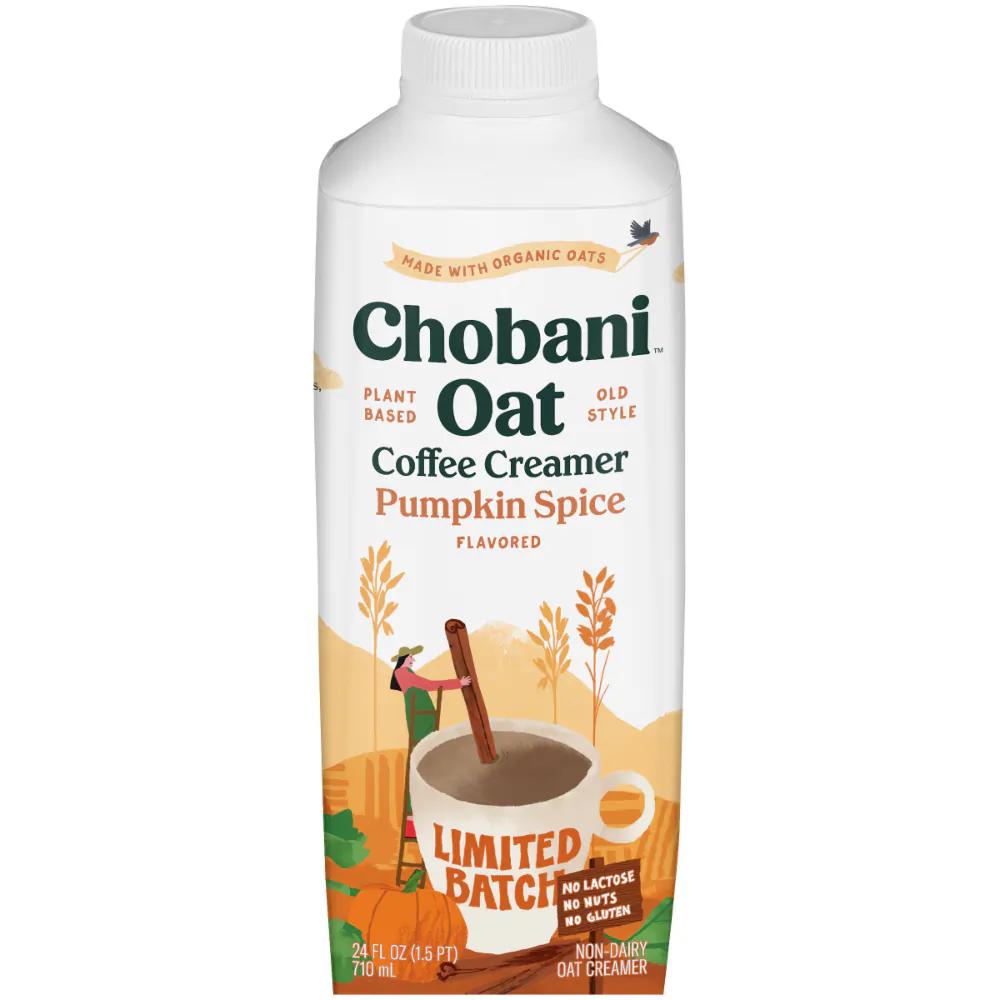 MADE WITH ORGANIC OATS
Chobani™
PLANT BASED
Oat
OLD STYLE
Coffee Creamer
Pumpkin Spice
FLAVORED
LIMITED
BATCH
NO LACTOSE
NO NUTS
NO GLUTEN
24 FL OZ (1.5 PT)
710 mL
NON-DAIRY
OAT CREAMER